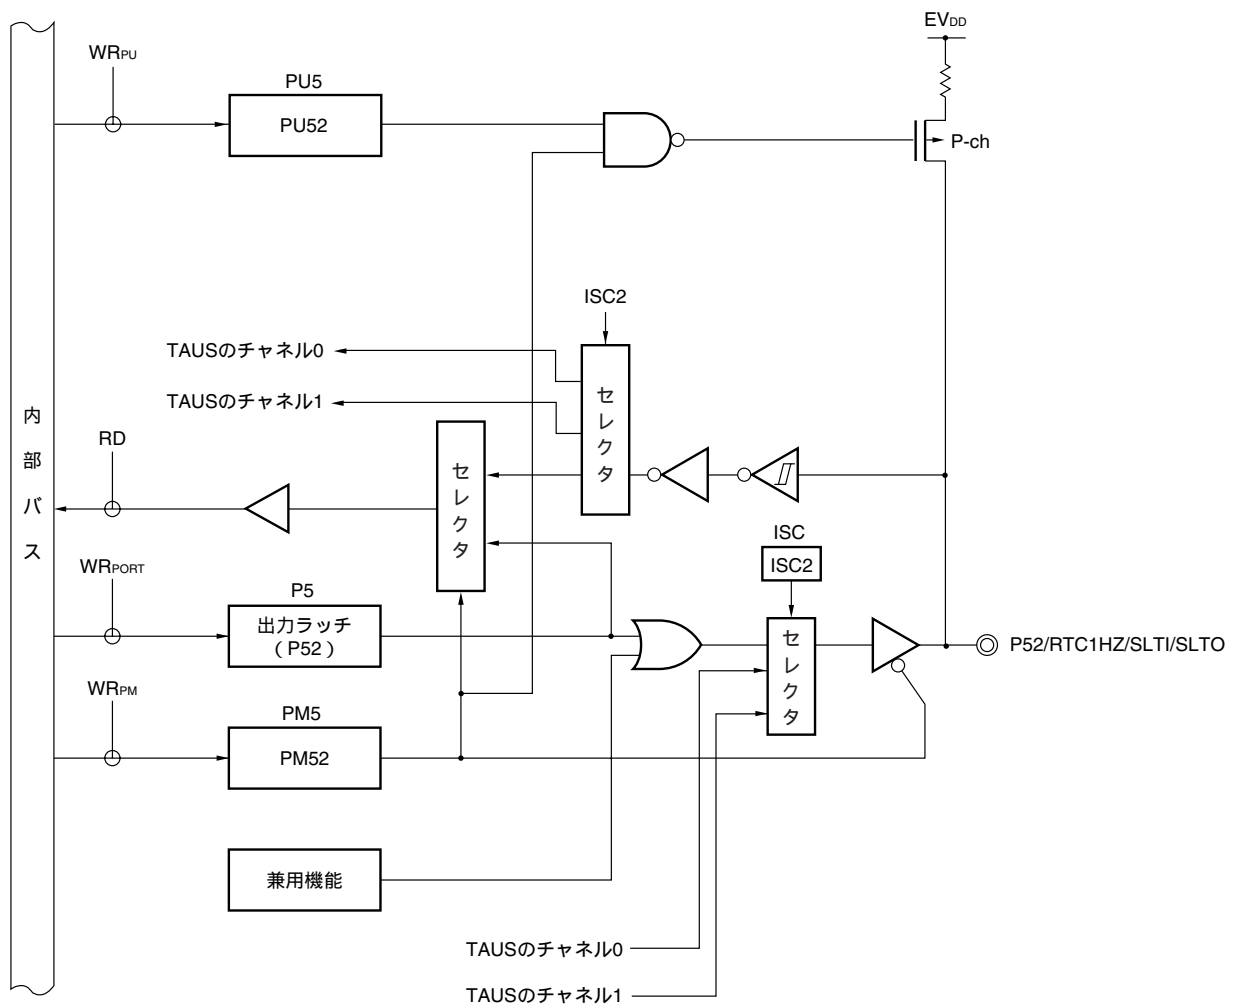 EVDD
WRPU
PU5
PU52
P-ch
ISC2
TAUSのチャネル0
TAUSのチャネル1
セレクタ
内部バス
RD
セレクタ
ISC
ISC2
WRPORT
P5
出力ラッチ
(P52)
セレクタ
P52/RTC1HZ/SLTI/SLTO
WRPM
PM5
PM52
兼用機能
TAUSのチャネル0
TAUSのチャネル1